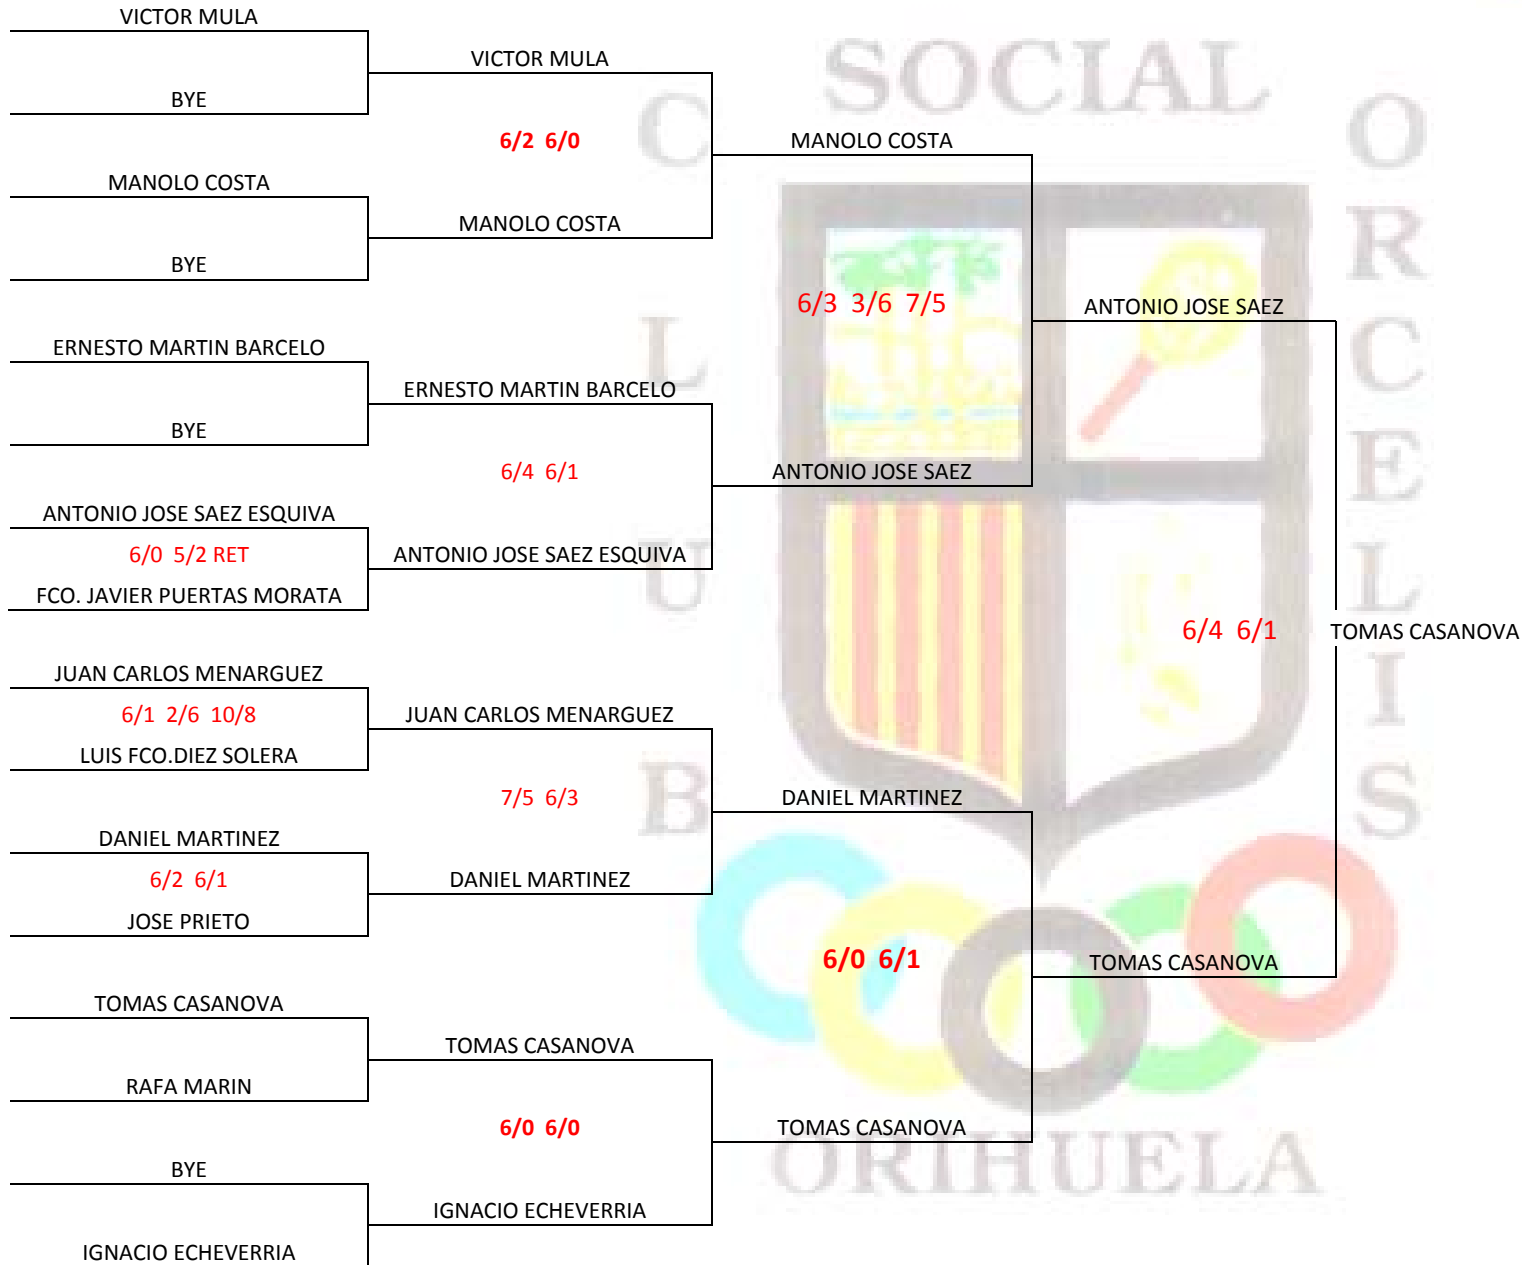 VICTOR MULA
BYE
MANOLO COSTA
BYE
ERNESTO MARTIN BARCELO
BYE
ANTONIO JOSE SAEZ ESQUIVA
6/0 5/2 RET
FCO. JAVIER PUERTAS MORATA
JUAN CARLOS MENARGUEZ
6/1 2/6 10/8
LUIS FCO.DIEZ SOLERA
DANIEL MARTINEZ
6/2 6/1
JOSE PRIETO
TOMAS CASANOVA
RAFA MARIN
BYE
IGNACIO ECHEVERRIA
VICTOR MULA
6/2 6/0
MANOLO COSTA
ERNESTO MARTIN BARCELO
6/4 6/1
ANTONIO JOSE SAEZ ESQUIVA
JUAN CARLOS MENARGUEZ
7/5 6/3
DANIEL MARTINEZ
TOMAS CASANOVA
6/0 6/0
IGNACIO ECHEVERRIA
MANOLO COSTA
6/3 3/6 7/5
ANTONIO JOSE SAEZ
DANIEL MARTINEZ
6/0 6/1
TOMAS CASANOVA
ANTONIO JOSE SAEZ
6/4 6/1
TOMAS CASANOVA
TOMAS CASANOVA
CLUB
SOCIAL
ORCELIS
ORIHUELA